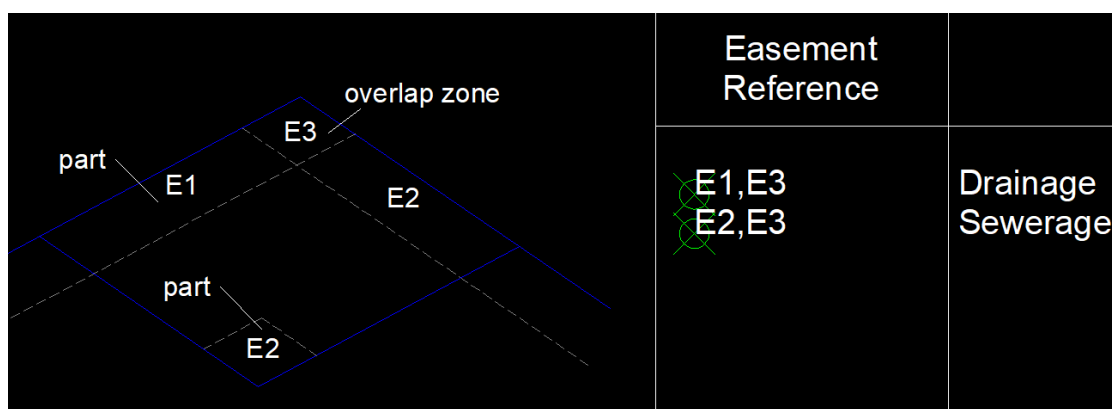 overlap zone
E3
part
E1
E2
part
E2
Easement
Reference
E1,E3
Drainage
E2,E3
Sewerage